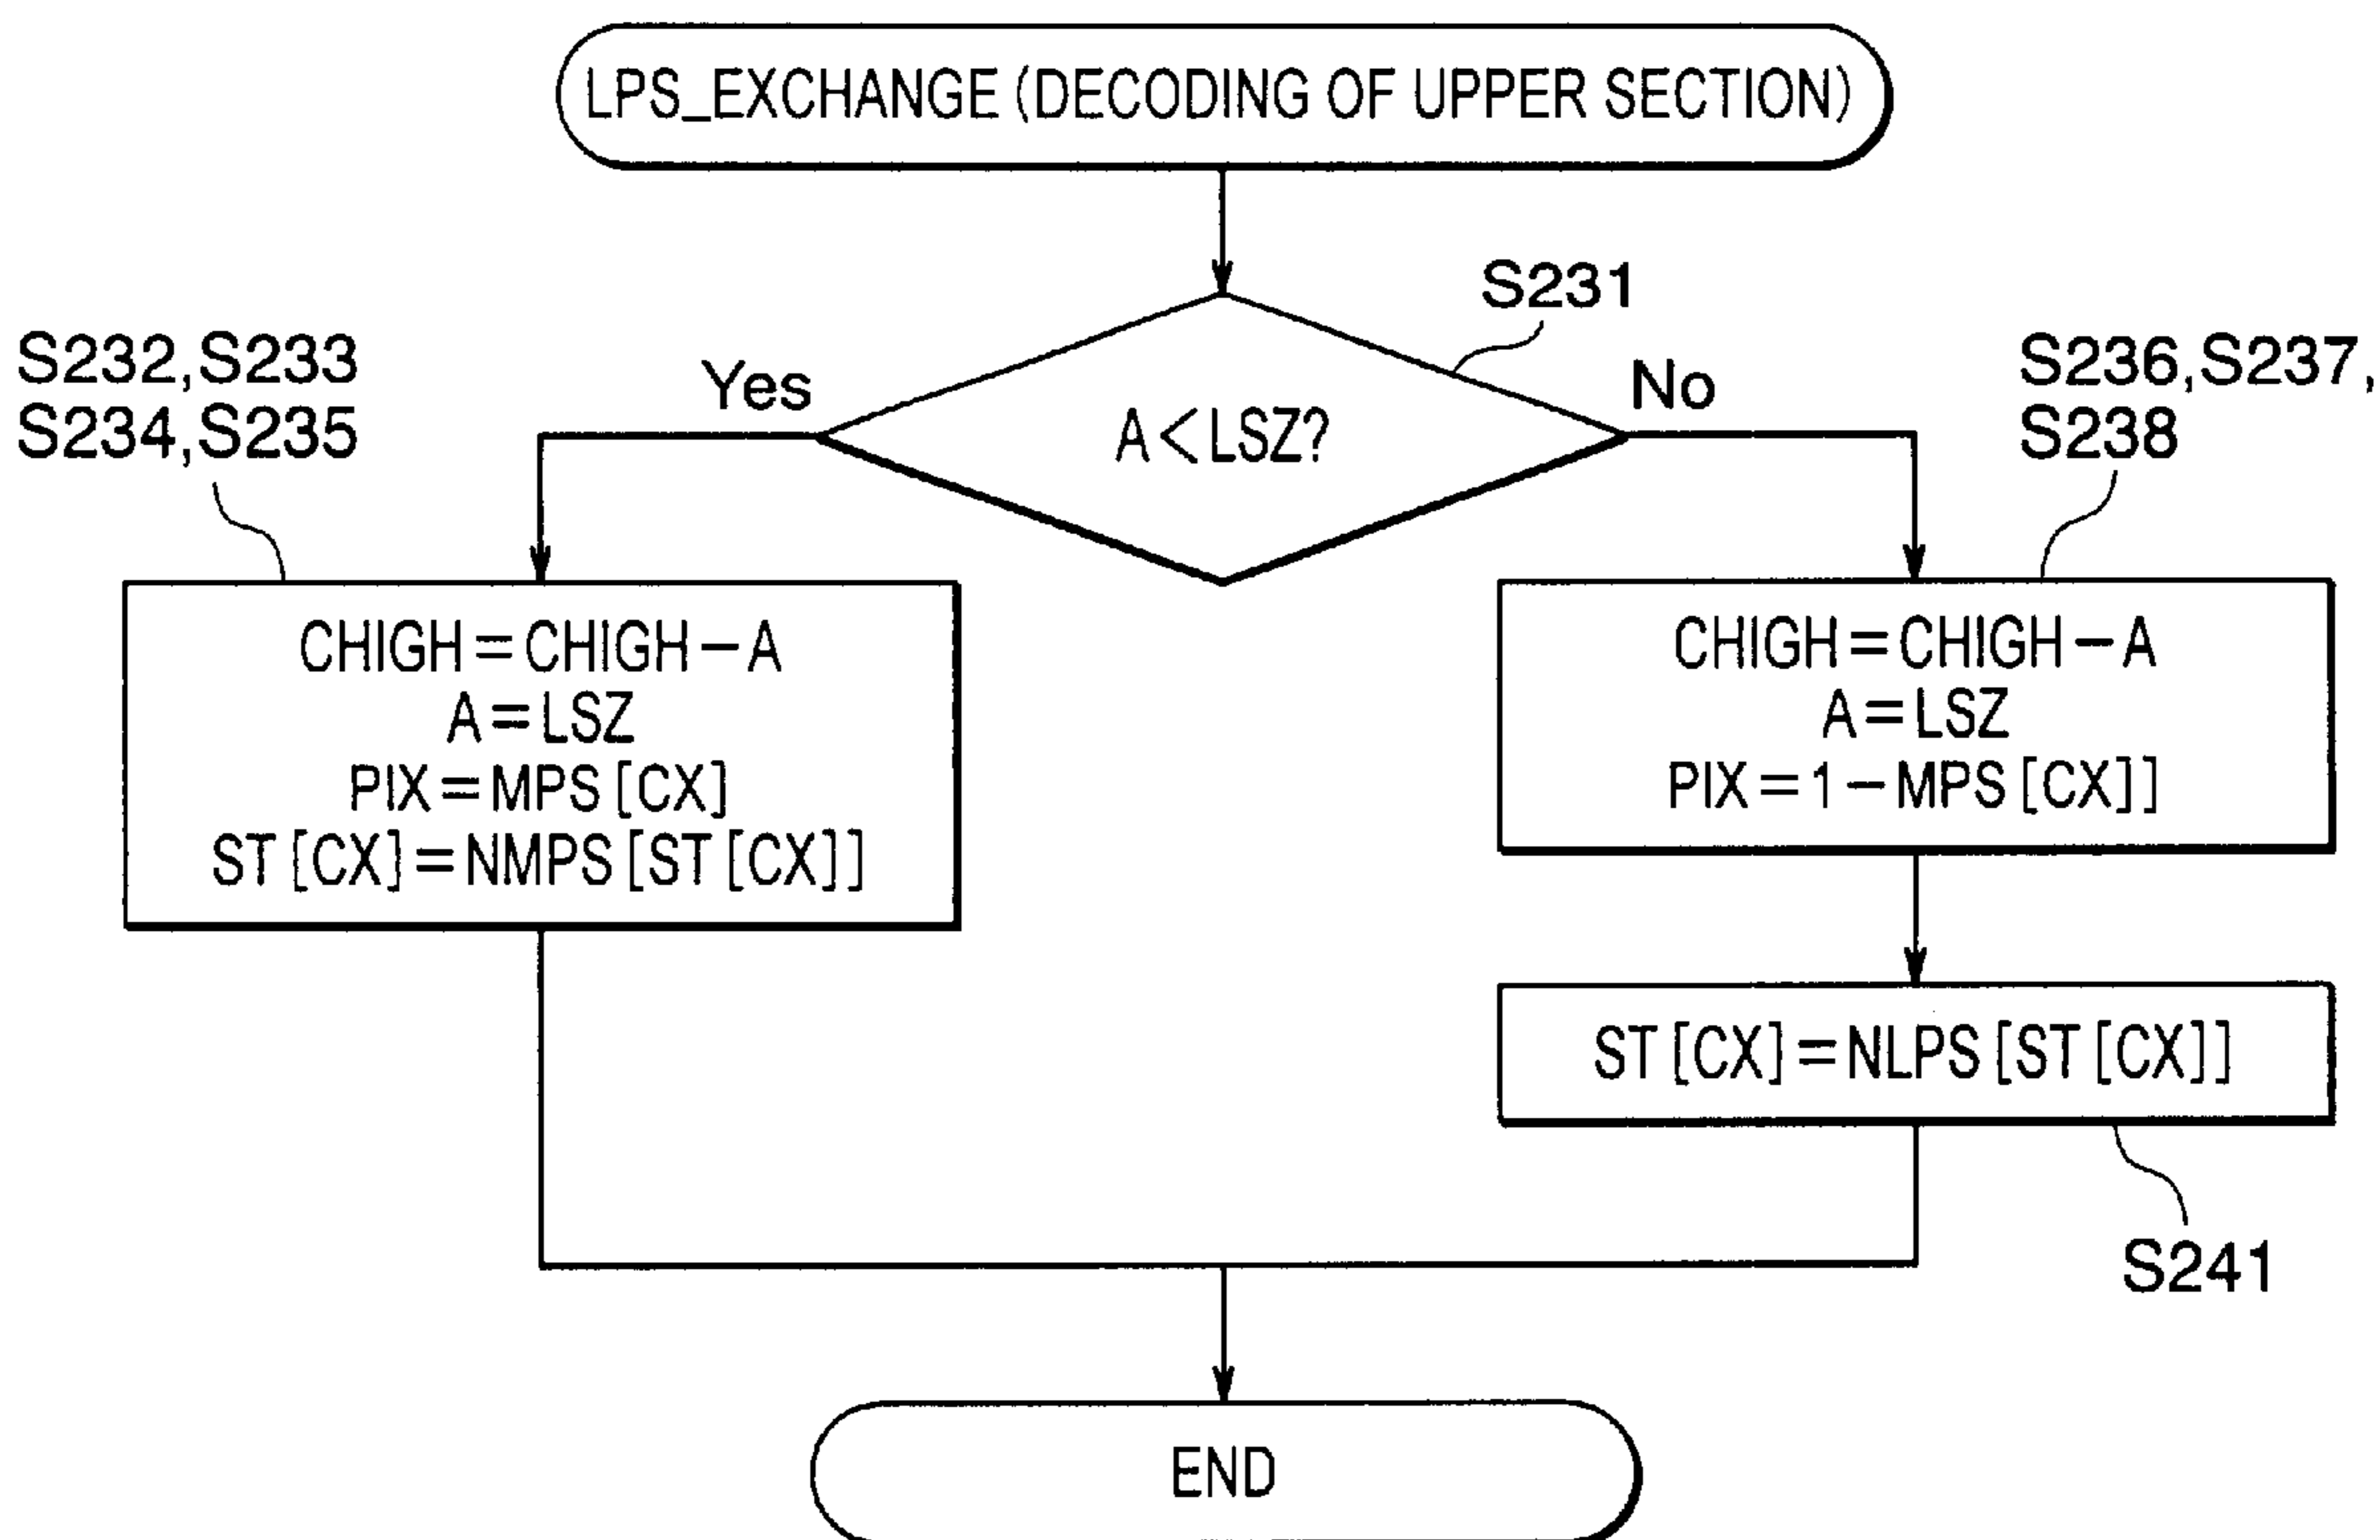 LPS_EXCHANGE (DECODING OF UPPER SECTION)
S231
S232,S233
S234,S235
Yes
A<LSZ?
No
S236,S237,
S238
CHIGH=CHIGH-A
A=LSZ
PIX=MPS[CX]
ST[CX]=NMPS[ST[CX]]
CHIGH=CHIGH-A
A=LSZ
PIX=1-MPS[CX]]
ST[CX]=NLPS[ST[CX]]
S241
END